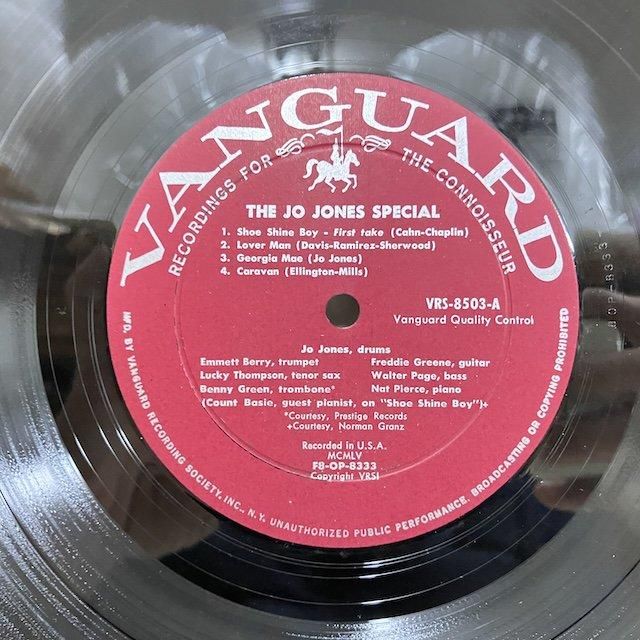 VANGUARD
RECORDINGS FOR THE CONNOISSEUR
THE JO JONES SPECIAL
1. Shoe Shine Boy - First take (Cahn-Chaplin)
2. Lover Man (Davis-Ramirez-Sherwood)
3. Georgia Mae (Jo Jones)
4. Caravan (Ellington-Mills)
VRS-8503-A
Vanguard Quality Control
Jo Jones, drums
Emmett Berry, trumpet Freddie Greene, guitar
Lucky Thompson, tenor sax Walter Page, bass
Benny Green, trombone* Nat Pierce, piano
(Count Basie, guest pianist, on "Shoe Shine Boy")+
*Courtesy, Prestige Records
+Courtesy, Norman Granz
Recorded in U.S.A.
MCMLV
F8-OP-8333
Copyright VRSI
MFD. BY VANGUARD RECORDING SOCIETY, INC., N.Y. UNAUTHORIZED PUBLIC PERFORMANCE, BROADCASTING OR COPYING PROHIBITED